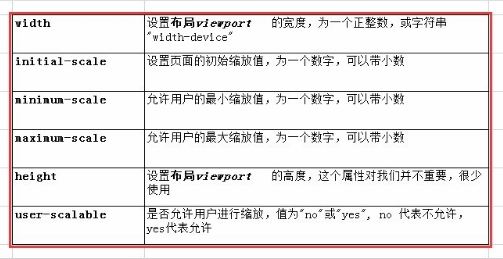 width 设置布局viewport 的宽度，为一个正整数，或字符串
"width-device"
initial-scale 设置页面的初始缩放值，为一个数字，可以带小数
minimum-scale 允许用户的最小缩放值，为一个数字，可以带小数
maximum-scale 允许用户的最大缩放值，为一个数字，可以带小数
height 设置布局viewport 的高度，这个属性对我们并不重要，很少
使用
user-scalable 是否允许用户进行缩放，值为"no"或"yes", no 代表不允许，
yes代表允许